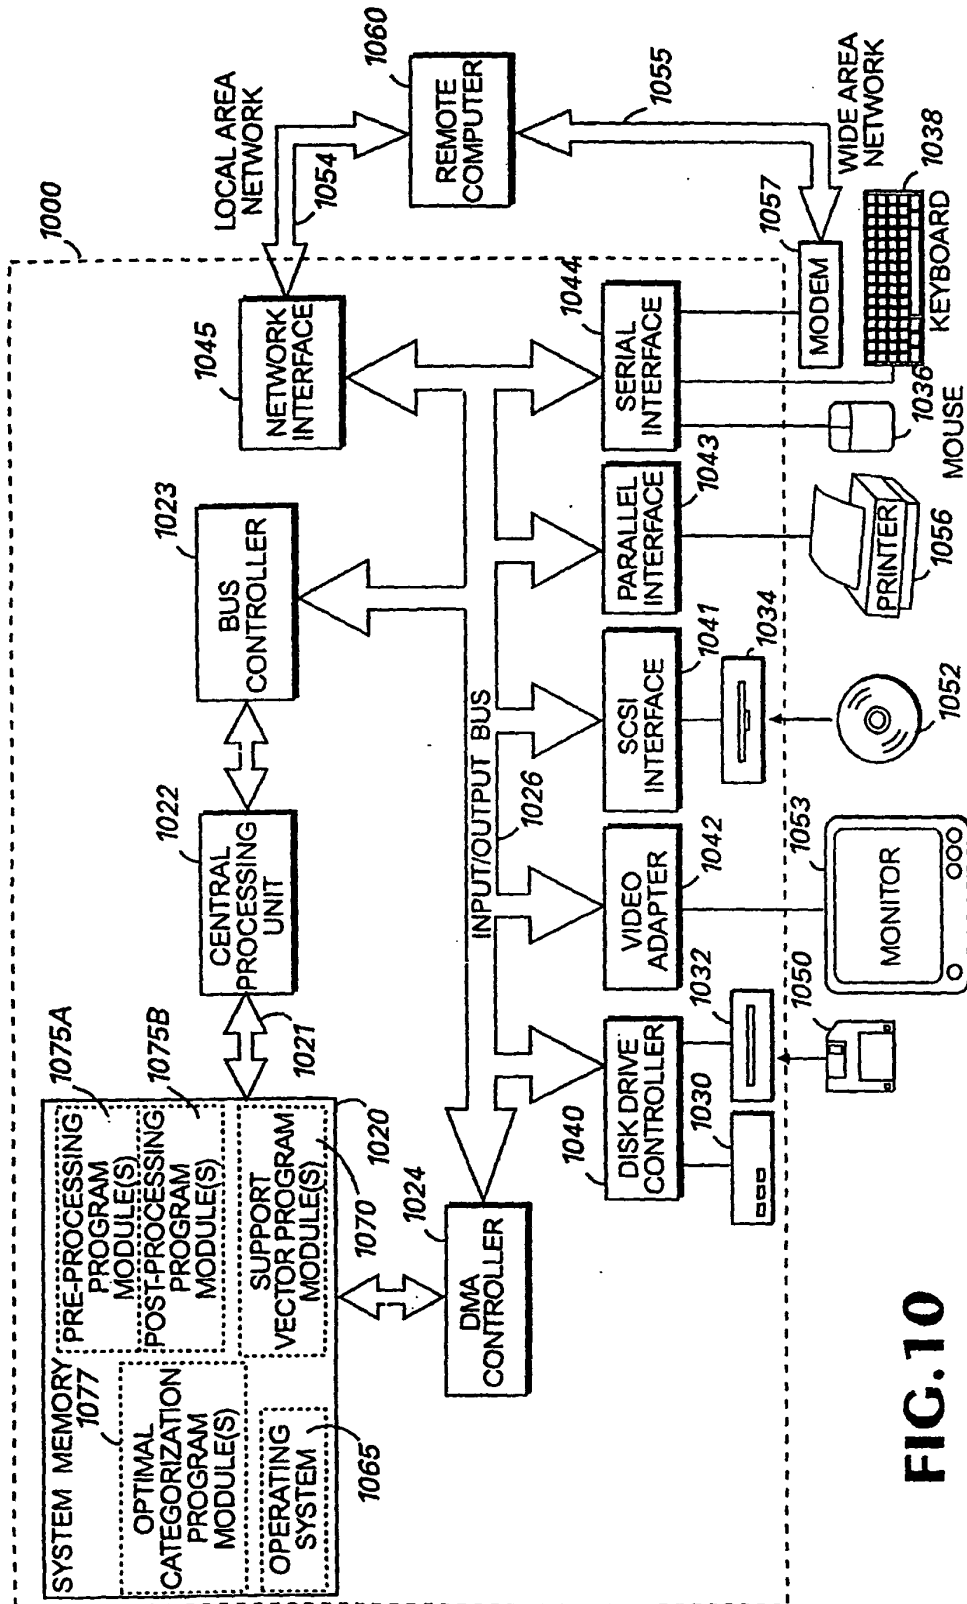 1000
SYSTEM MEMORY
1077
OPTIMAL
CATEGORIZATION
PROGRAM
MODULE(S)
OPERATING
SYSTEM
1065
PRE-PROCESSING
PROGRAM
MODULE(S)
1075A
POST-PROCESSING
PROGRAM
MODULE(S)
1075B
SUPPORT
VECTOR PROGRAM
MODULE(S)
1070
1020
1021
CENTRAL
PROCESSING
UNIT
1022
BUS
CONTROLLER
1023
NETWORK
INTERFACE
1045
LOCAL AREA
NETWORK
1054
REMOTE
COMPUTER
1060
1055
WIDE AREA
NETWORK
DMA
CONTROLLER
1024
INPUT/OUTPUT BUS
1026
DISK DRIVE
CONTROLLER
1040
VIDEO
ADAPTER
1042
SCSI
INTERFACE
1041
PARALLEL
INTERFACE
1043
SERIAL
INTERFACE
1044
1030
1032
1034
MODEM
1057
1050
MONITOR
1053
1052
PRINTER
1056
MOUSE
1036
KEYBOARD
1038
FIG.10